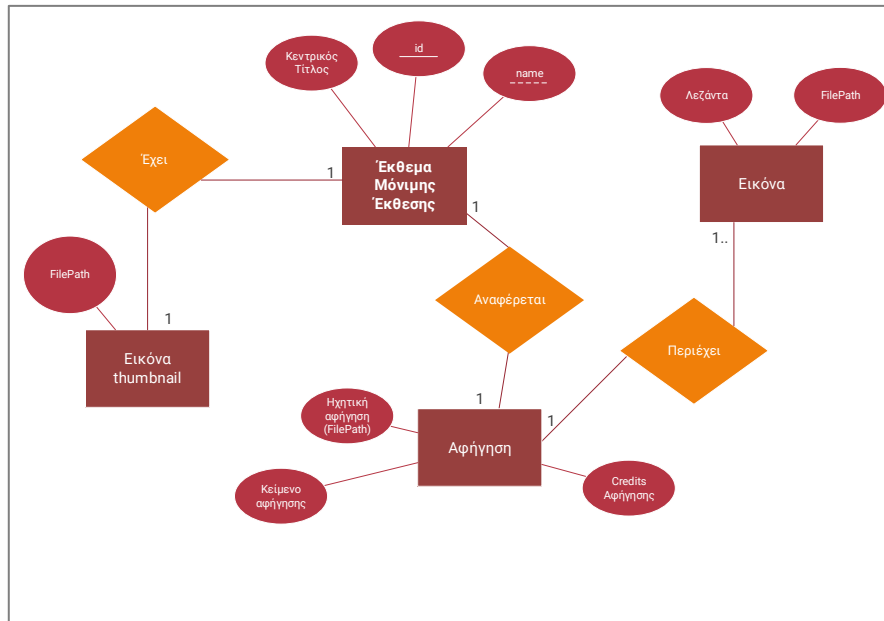 Κεντρικός
Τίτλος
id
name
Λεζάντα
FilePath
Έχει
1
Έκθεμα
Μόνιμης
Έκθεσης
1
Εικόνα
1..
FilePath
1
Εικόνα
thumbnail
Αναφέρεται
Περιέχει
1
1
Ηχητική
αφήγηση
(FilePath)
Αφήγηση
Κείμενο
αφήγησης
Credits
Αφήγησης